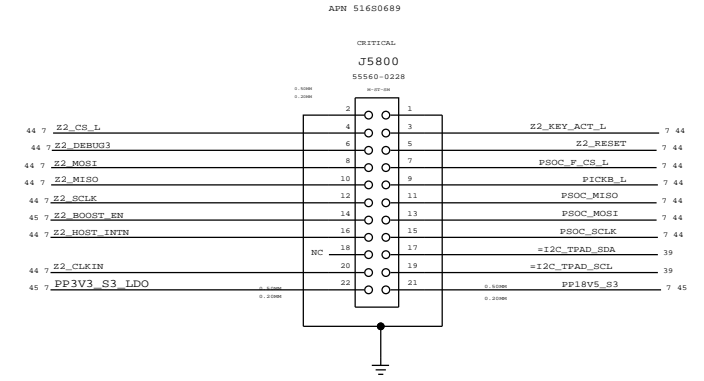 APN 516S0689
CRITICAL
J5800
55560-0228
M-ST-SM
0.50MM
0.20MM
2 1
44 7 Z2_CS_L 4 3 Z2_KEY_ACT_L 7 44
44 7 Z2_DEBUG3 6 5 Z2_RESET 7 44
44 7 Z2_MOSI 8 7 PSOC_F_CS_L 7 44
44 7 Z2_MISO 10 9 PICKB_L 7 44
44 7 Z2_SCLK 12 11 PSOC_MISO 7 44
45 7 Z2_BOOST_EN 14 13 PSOC_MOSI 7 44
44 7 Z2_HOST_INTN 16 15 PSOC_SCLK 7 44
NC 18 17 =I2C_TPAD_SDA 39
44 7 Z2_CLKIN 20 19 =I2C_TPAD_SCL 39
45 7 PP3V3_S3_LDO 0.50MM 22 21 0.50MM PP18V5_S3 7 45
0.20MM 0.20MM